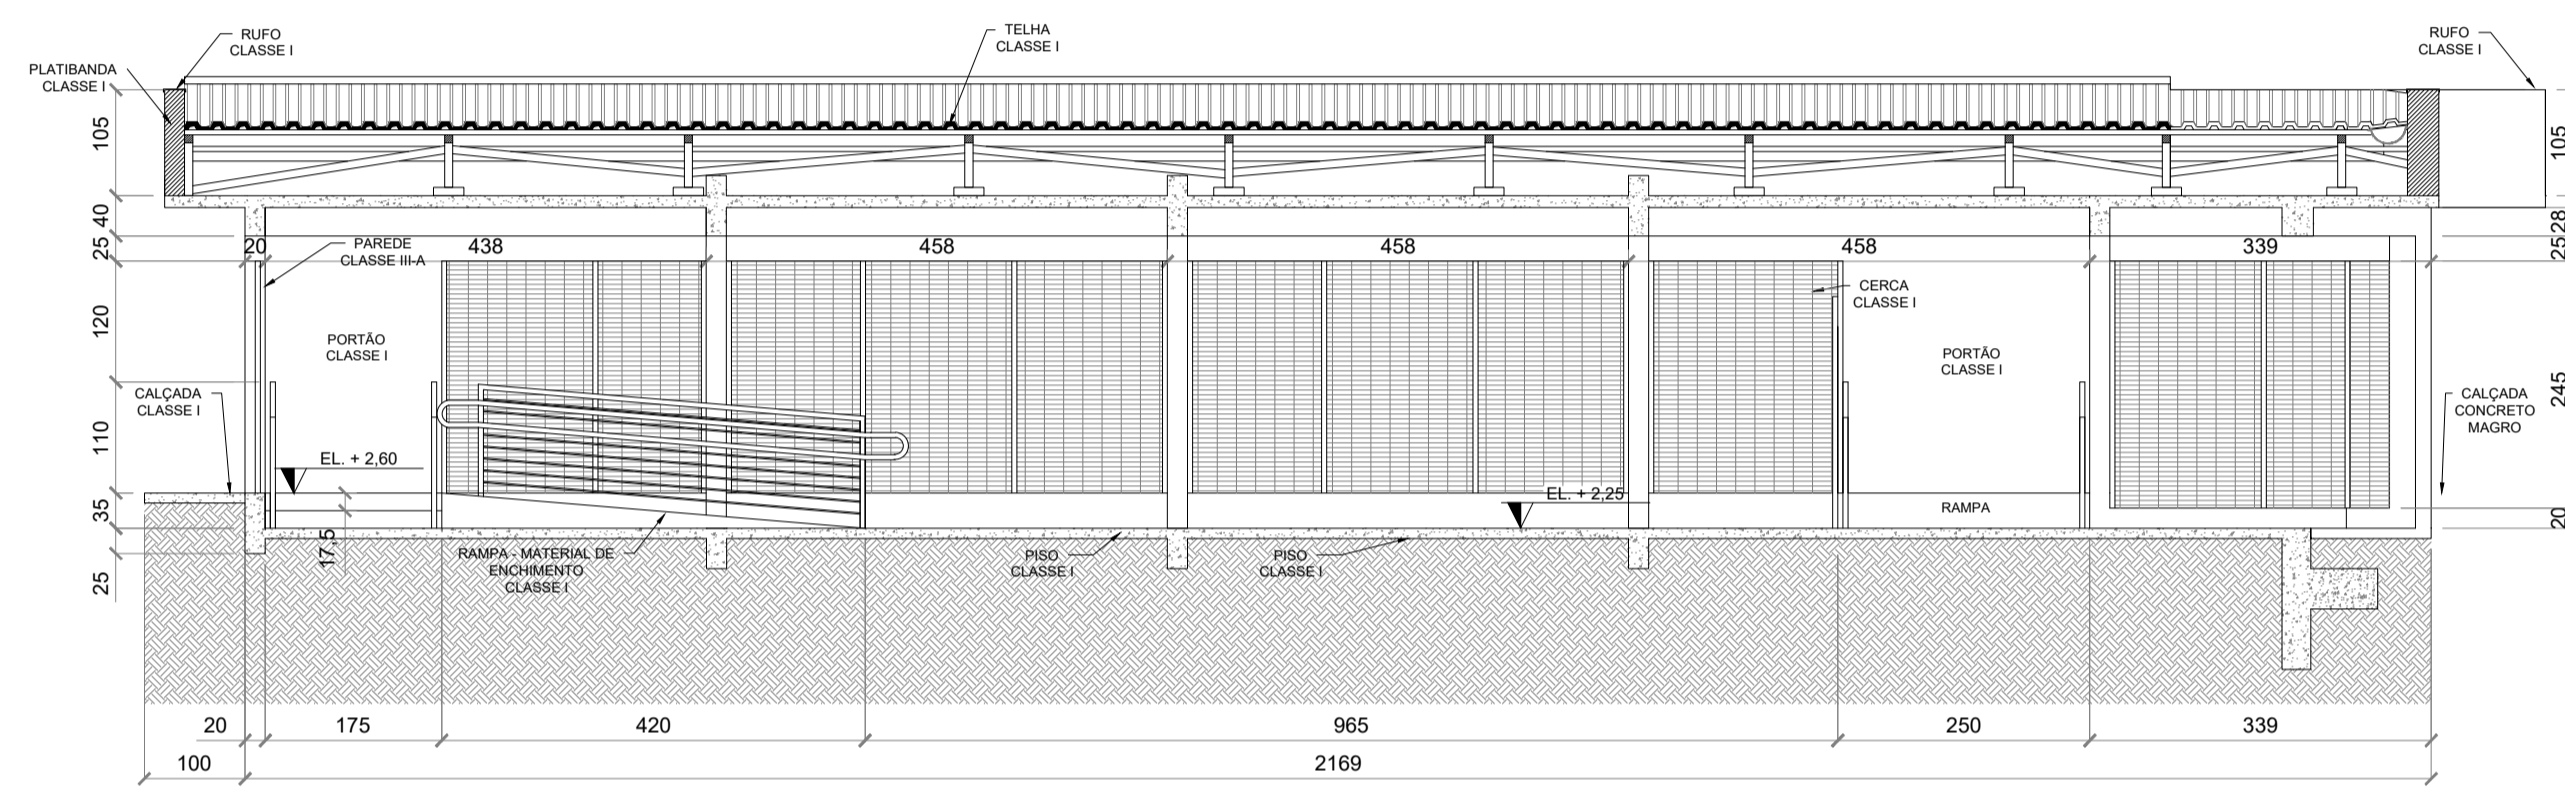 RUFO
CLASSE I
TELHA
CLASSE I
RUFO
CLASSE I
PLATIBANDA
CLASSE I
105
105
40
25
28
25
20
PAREDE
CLASSE III-A
438
458
458
458
339
CERCA
CLASSE I
120
PORTÃO
CLASSE I
PORTÃO
CLASSE I
245
CALÇADA
CLASSE I
CALÇADA
CONCRETO
MAGRO
110
EL. + 2,60
EL. + 2,25
35
RAMPA
20
17,5
25
RAMPA - MATERIAL DE
ENCHIMENTO
CLASSE I
PISO
CLASSE I
PISO
CLASSE I
20
175
420
965
250
339
100
2169